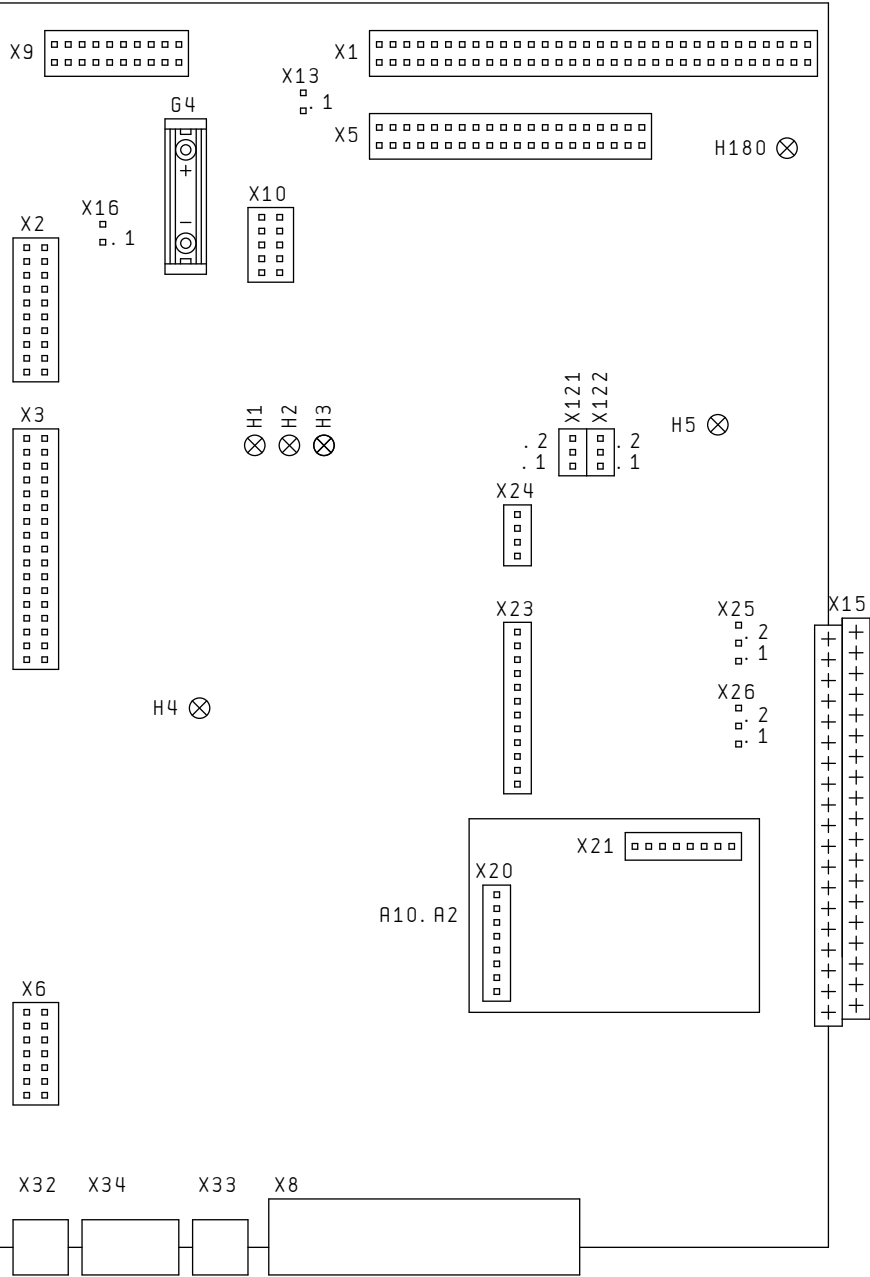 X9
X1
X13
. 1
G4
X5
H180
+
−
X10
X16
. 1
X2
X121
X122
X3
H1
H2
H3
H5
. 2
. 1
. 2
. 1
X24
X23
X25
. 2
. 1
X15
X26
. 2
. 1
H4
X21
X20
A10. A2
X6
X32
X34
X33
X8